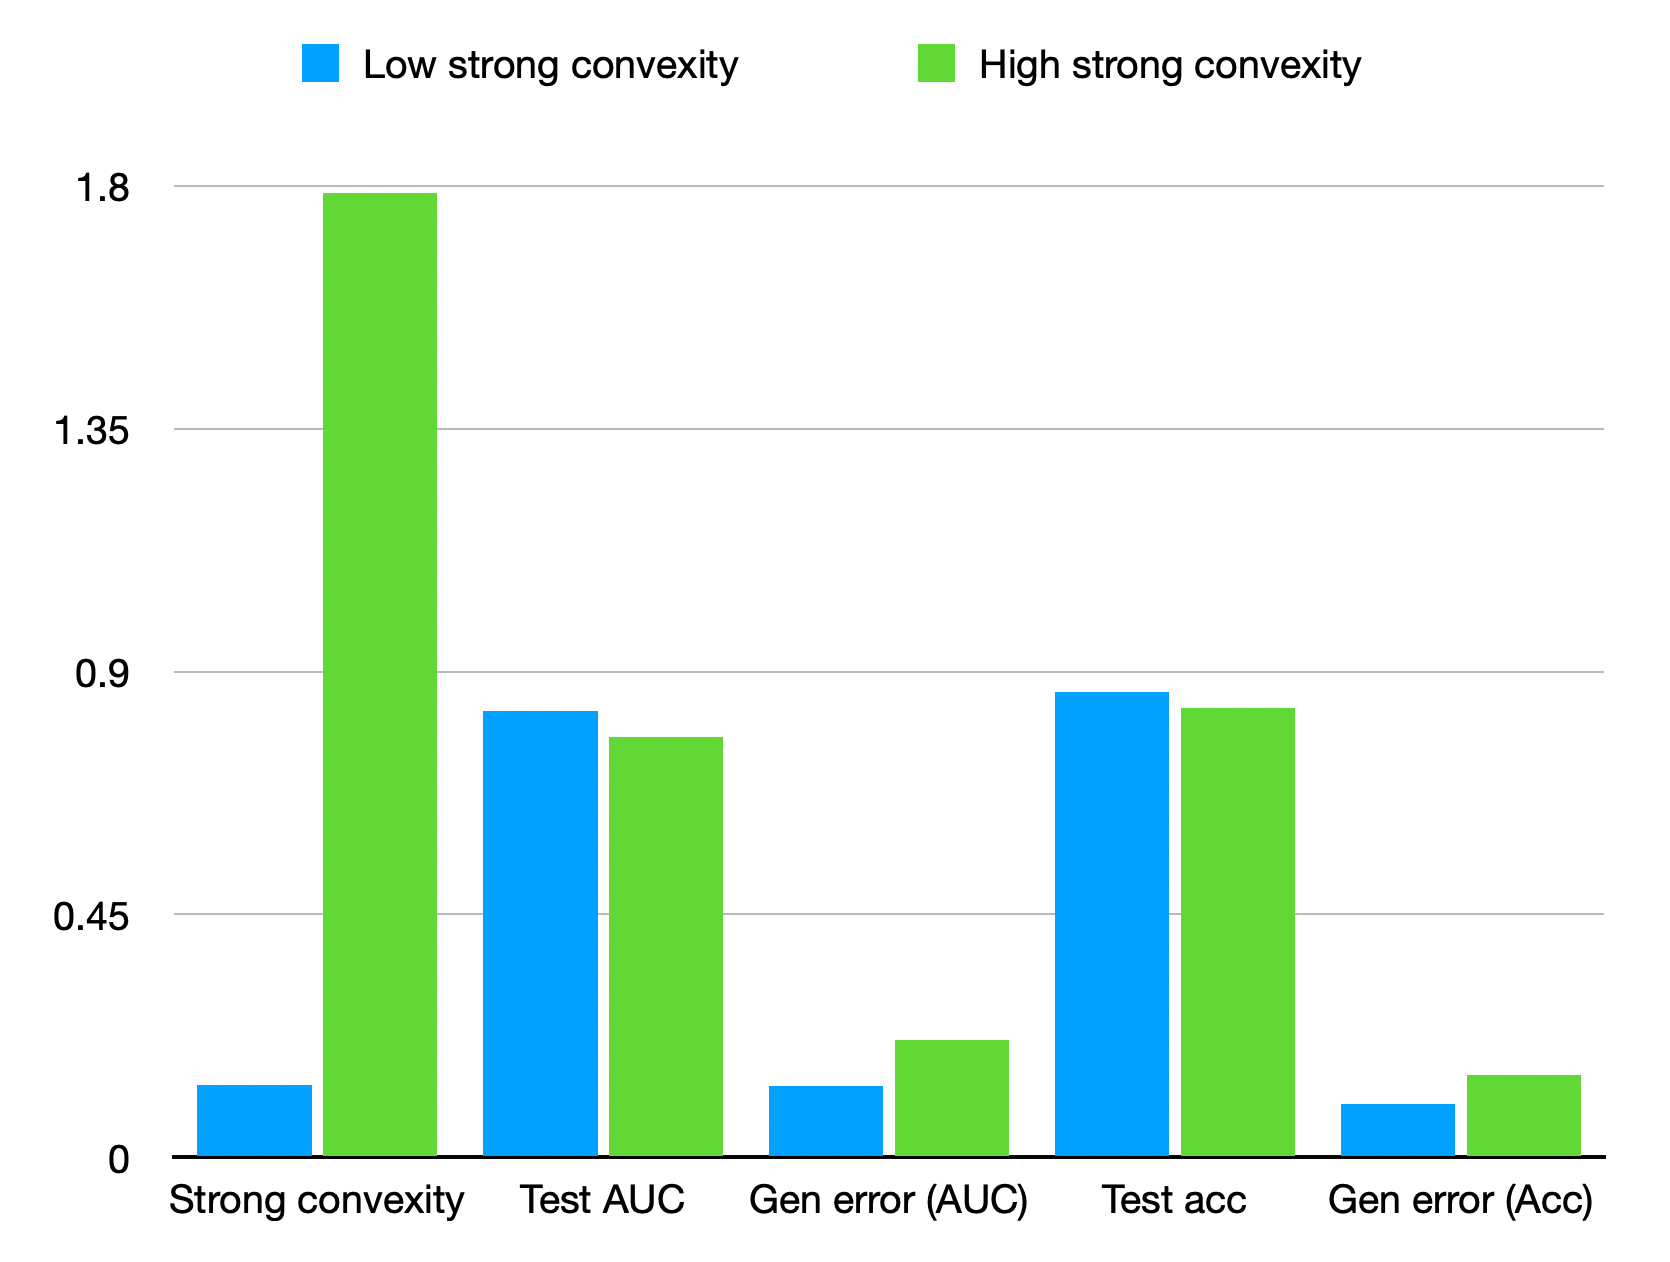 Low strong convexity
High strong convexity
1.8
1.35
0.9
0.45
0
Strong convexity
Test AUC
Gen error (AUC)
Test acc
Gen error (Acc)